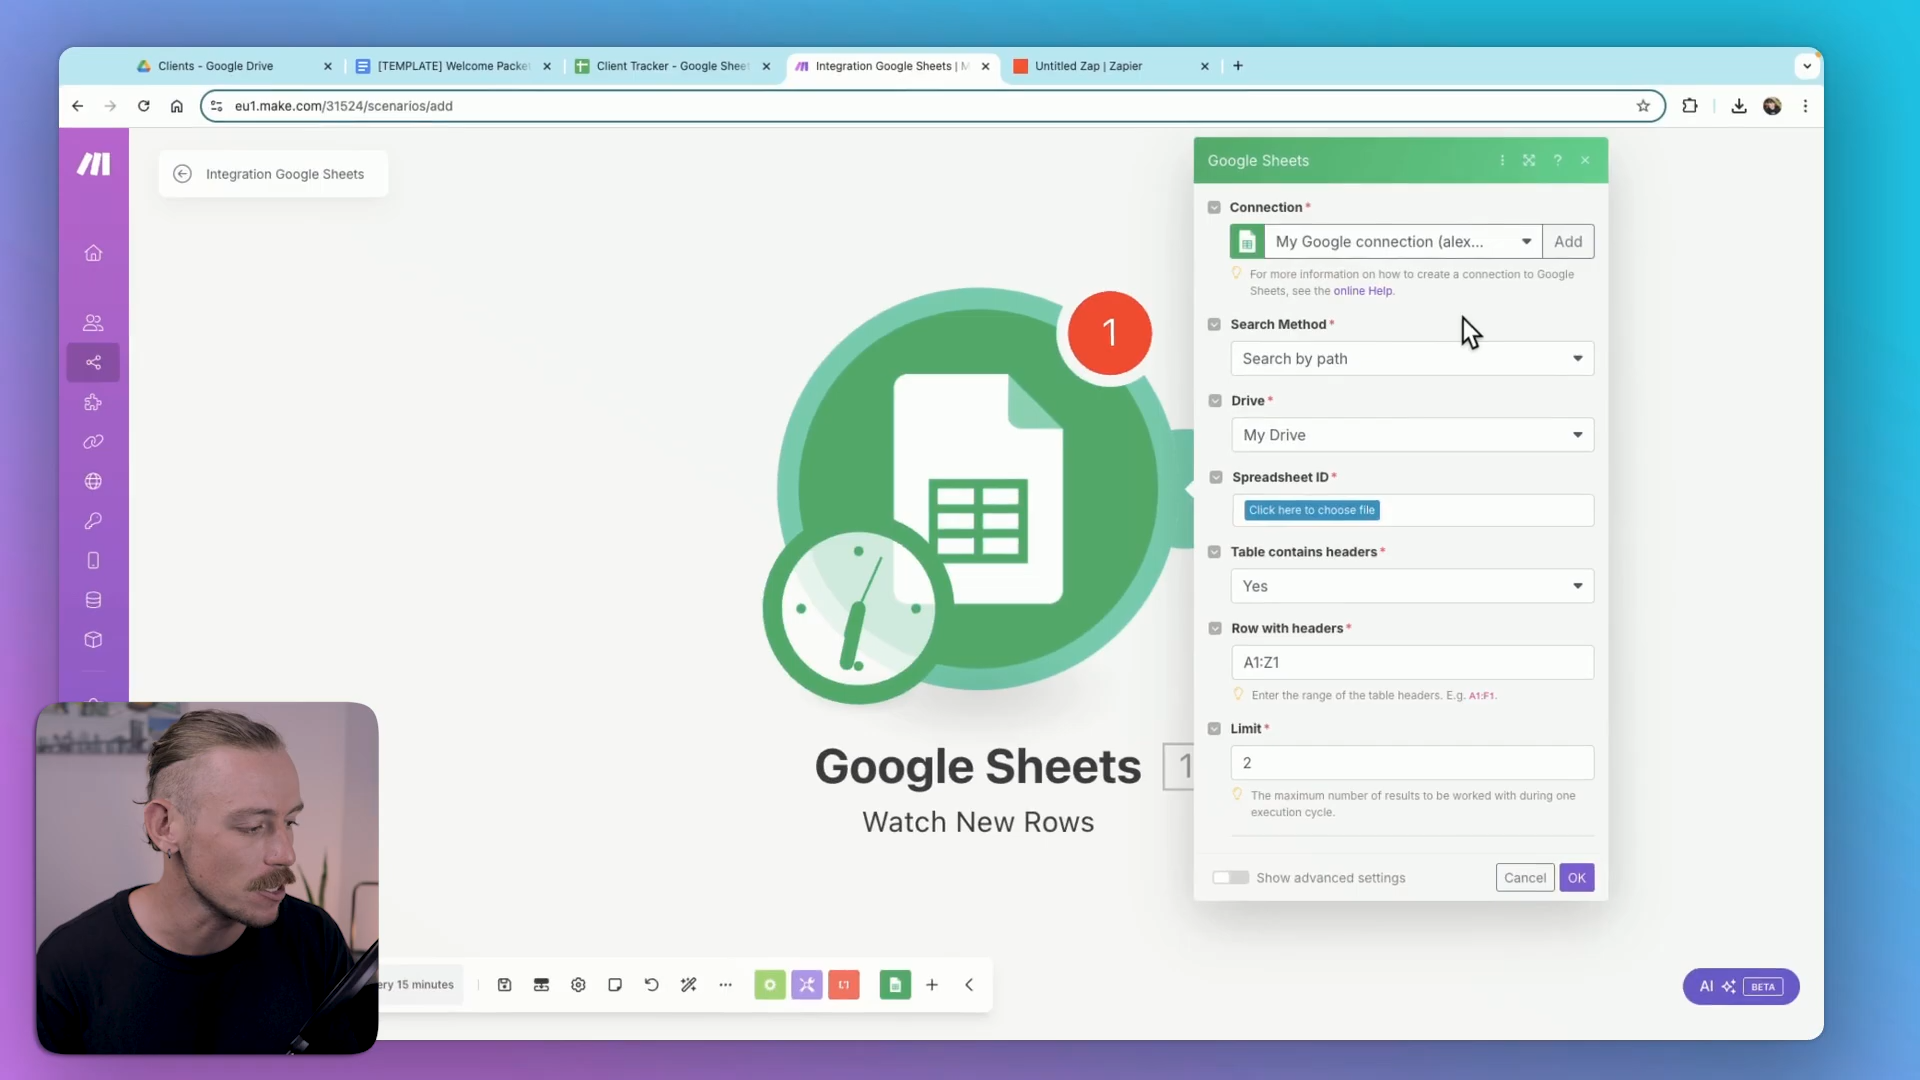 Clients - Google Drive
[TEMPLATE] Welcome Packe
Client Tracker - Google Sheet
Integration Google Sheets | M
Untitled Zap | Zapier
eu1.make.com/31524/scenarios/add
Integration Google Sheets
Google Sheets
?
Connection *
My Google connection (alex...
Add
For more information on how to create a connection to Google
Sheets, see the online Help.
Search Method *
Search by path
Drive *
My Drive
Spreadsheet ID *
Click here to choose file
Table contains headers *
Yes
Row with headers *
A1:Z1
Enter the range of the table headers. E.g. A1:F1.
Limit *
2
The maximum number of results to be worked with during one
execution cycle.
Show advanced settings
Cancel
OK
1
Google Sheets
1
Watch New Rows
ery 15 minutes
AI
BETA